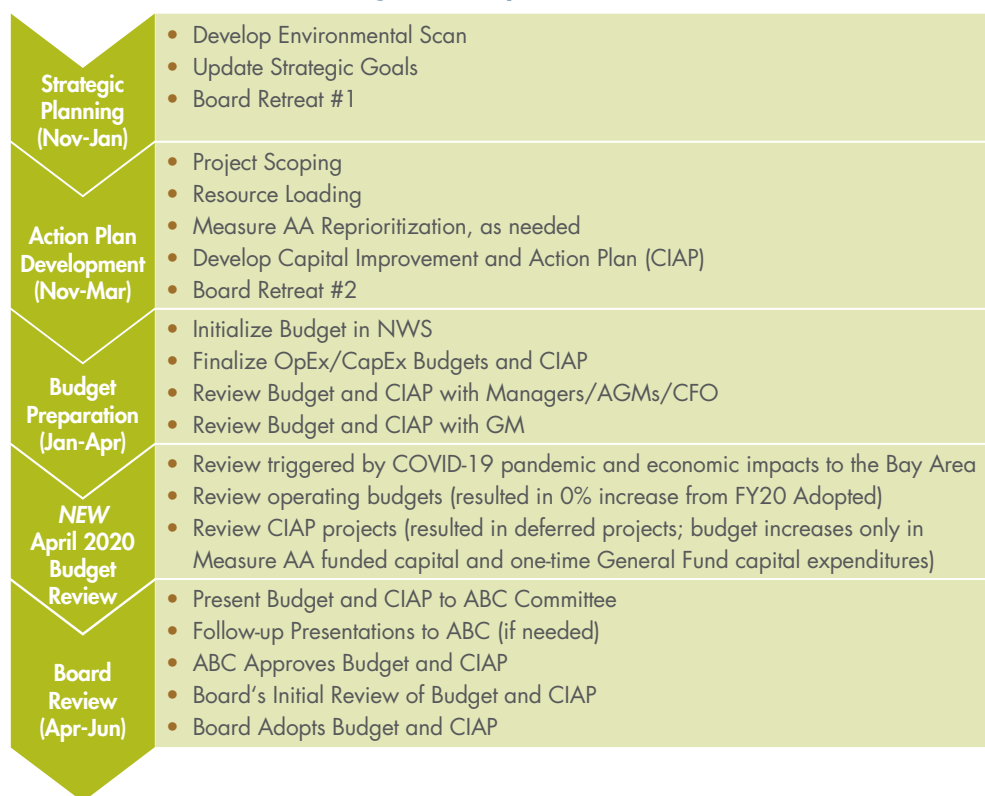 Strategic
Planning
(Nov-Jan)
• Develop Environmental Scan
• Update Strategic Goals
• Board Retreat #1
Action Plan
Development
(Nov-Mar)
• Project Scoping
• Resource Loading
• Measure AA Reprioritization, as needed
• Develop Capital Improvement and Action Plan (CIAP)
• Board Retreat #2
Budget
Preparation
(Jan-Apr)
• Initialize Budget in NWS
• Finalize OpEx/CapEx Budgets and CIAP
• Review Budget and CIAP with Managers/AGMs/CFO
• Review Budget and CIAP with GM
NEW
April 2020
Budget
Review
• Review triggered by COVID-19 pandemic and economic impacts to the Bay Area
• Review operating budgets (resulted in 0% increase from FY20 Adopted)
• Review CIAP projects (resulted in deferred projects; budget increases only in
Measure AA funded capital and one-time General Fund capital expenditures)
Board
Review
(Apr-Jun)
• Present Budget and CIAP to ABC Committee
• Follow-up Presentations to ABC (if needed)
• ABC Approves Budget and CIAP
• Board's Initial Review of Budget and CIAP
• Board Adopts Budget and CIAP